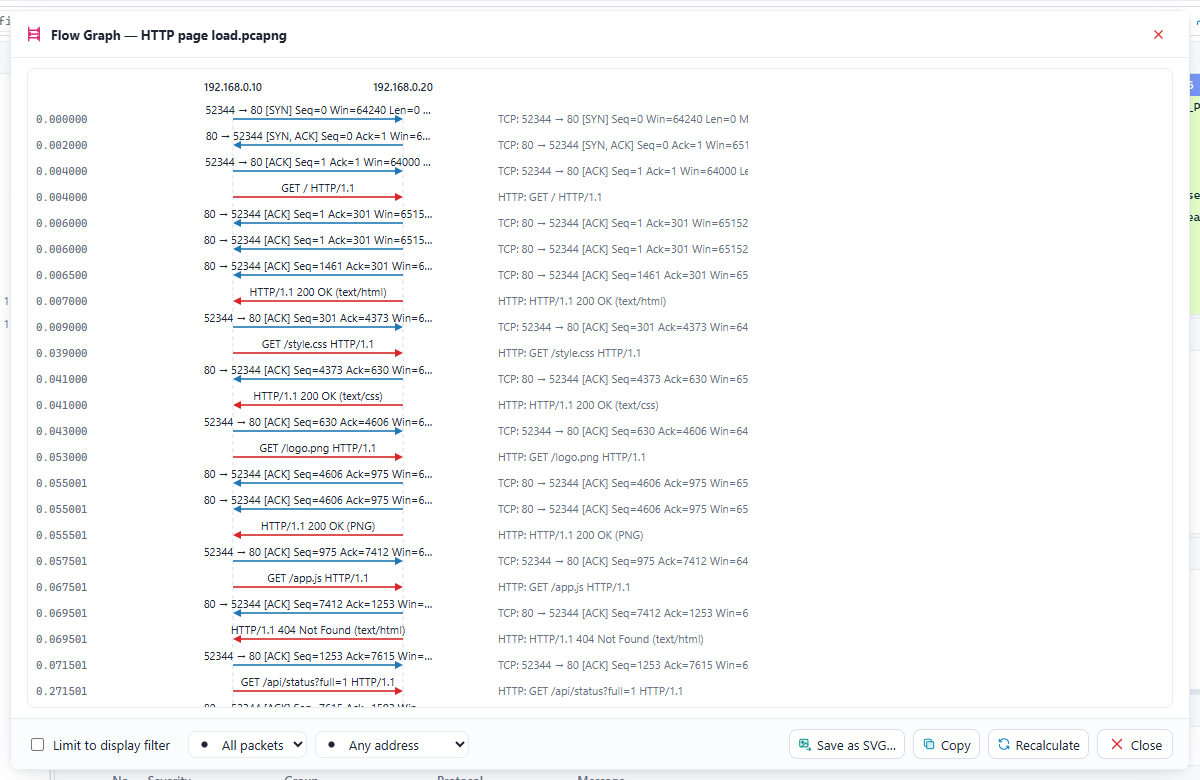 Flow Graph — HTTP page load.pcapng
192.168.0.10 192.168.0.20
0.000000 52344 → 80 [SYN] Seq=0 Win=64240 Len=0 ... TCP: 52344 → 80 [SYN] Seq=0 Win=64240 Len=0 M
0.002000 80 → 52344 [SYN, ACK] Seq=0 Ack=1 Win=6... TCP: 80 → 52344 [SYN, ACK] Seq=0 Ack=1 Win=651
0.004000 52344 → 80 [ACK] Seq=1 Ack=1 Win=64000 ... TCP: 52344 → 80 [ACK] Seq=1 Ack=1 Win=64000 Le
0.004000 GET / HTTP/1.1 HTTP: GET / HTTP/1.1
0.006000 80 → 52344 [ACK] Seq=1 Ack=301 Win=6515... TCP: 80 → 52344 [ACK] Seq=1 Ack=301 Win=65152
0.006000 80 → 52344 [ACK] Seq=1 Ack=301 Win=6515... TCP: 80 → 52344 [ACK] Seq=1 Ack=301 Win=65152
0.006500 80 → 52344 [ACK] Seq=1461 Ack=301 Win=6... TCP: 80 → 52344 [ACK] Seq=1461 Ack=301 Win=65
0.007000 HTTP/1.1 200 OK (text/html) HTTP: HTTP/1.1 200 OK (text/html)
0.009000 52344 → 80 [ACK] Seq=301 Ack=4373 Win=6... TCP: 52344 → 80 [ACK] Seq=301 Ack=4373 Win=64
0.039000 GET /style.css HTTP/1.1 HTTP: GET /style.css HTTP/1.1
0.041000 80 → 52344 [ACK] Seq=4373 Ack=630 Win=6... TCP: 80 → 52344 [ACK] Seq=4373 Ack=630 Win=65
0.041000 HTTP/1.1 200 OK (text/css) HTTP: HTTP/1.1 200 OK (text/css)
0.043000 52344 → 80 [ACK] Seq=630 Ack=4606 Win=6... TCP: 52344 → 80 [ACK] Seq=630 Ack=4606 Win=64
0.053000 GET /logo.png HTTP/1.1 HTTP: GET /logo.png HTTP/1.1
0.055001 80 → 52344 [ACK] Seq=4606 Ack=975 Win=6... TCP: 80 → 52344 [ACK] Seq=4606 Ack=975 Win=65
0.055001 80 → 52344 [ACK] Seq=4606 Ack=975 Win=6... TCP: 80 → 52344 [ACK] Seq=4606 Ack=975 Win=65
0.055501 HTTP/1.1 200 OK (PNG) HTTP: HTTP/1.1 200 OK (PNG)
0.057501 52344 → 80 [ACK] Seq=975 Ack=7412 Win=6... TCP: 52344 → 80 [ACK] Seq=975 Ack=7412 Win=64
0.067501 GET /app.js HTTP/1.1 HTTP: GET /app.js HTTP/1.1
0.069501 80 → 52344 [ACK] Seq=7412 Ack=1253 Win=... TCP: 80 → 52344 [ACK] Seq=7412 Ack=1253 Win=6
0.069501 HTTP/1.1 404 Not Found (text/html) HTTP: HTTP/1.1 404 Not Found (text/html)
0.071501 52344 → 80 [ACK] Seq=1253 Ack=7615 Win=... TCP: 52344 → 80 [ACK] Seq=1253 Ack=7615 Win=6
0.271501 GET /api/status?full=1 HTTP/1.1 HTTP: GET /api/status?full=1 HTTP/1.1
Limit to display filter All packets Any address Save as SVG... Copy Recalculate Close
No Severity Group Protocol Message